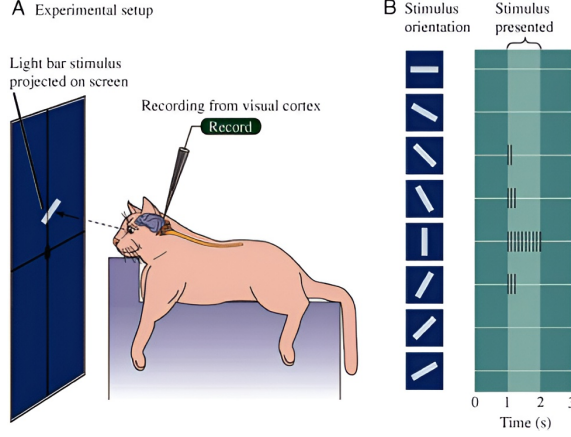 A Experimental setup
Light bar stimulus
projected on screen
Recording from visual cortex
Record
B Stimulus
orientation
Stimulus
presented
0 1 2 3
Time (s)